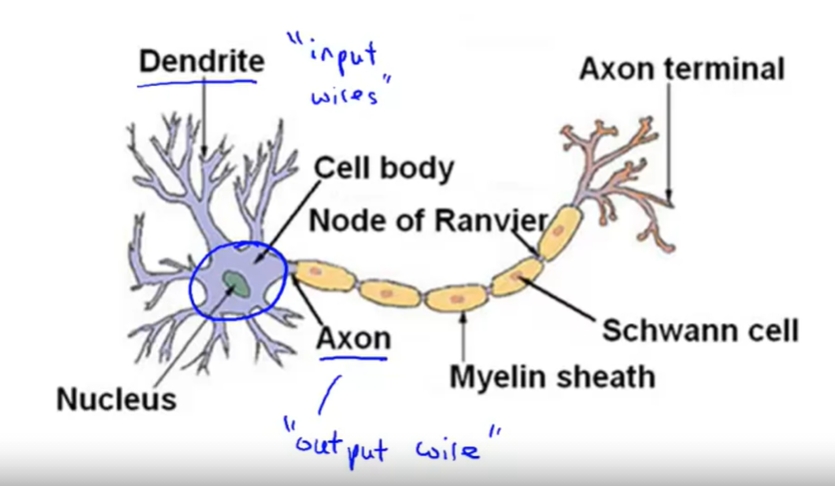 Dendrite
"input
wires"
Axon terminal
Cell body
Node of Ranvier
Axon
Schwann cell
Myelin sheath
Nucleus
"output wire"